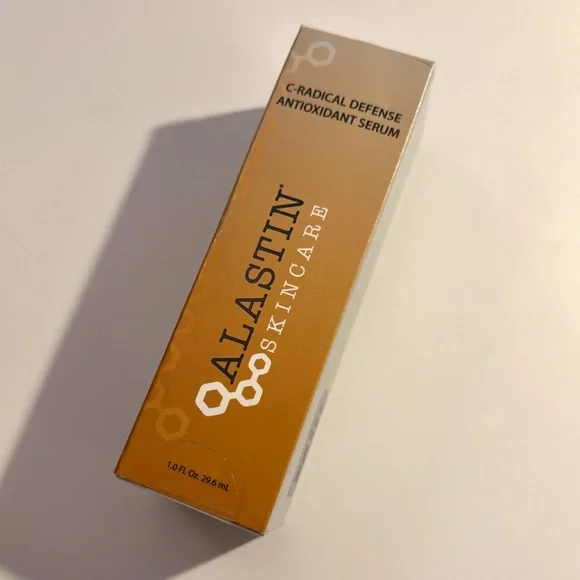 C-RADICAL DEFENSE
ANTIOXIDANT SERUM
ALASTIN
SKINCARE
1.0 Fl. Oz. 29.6 mL